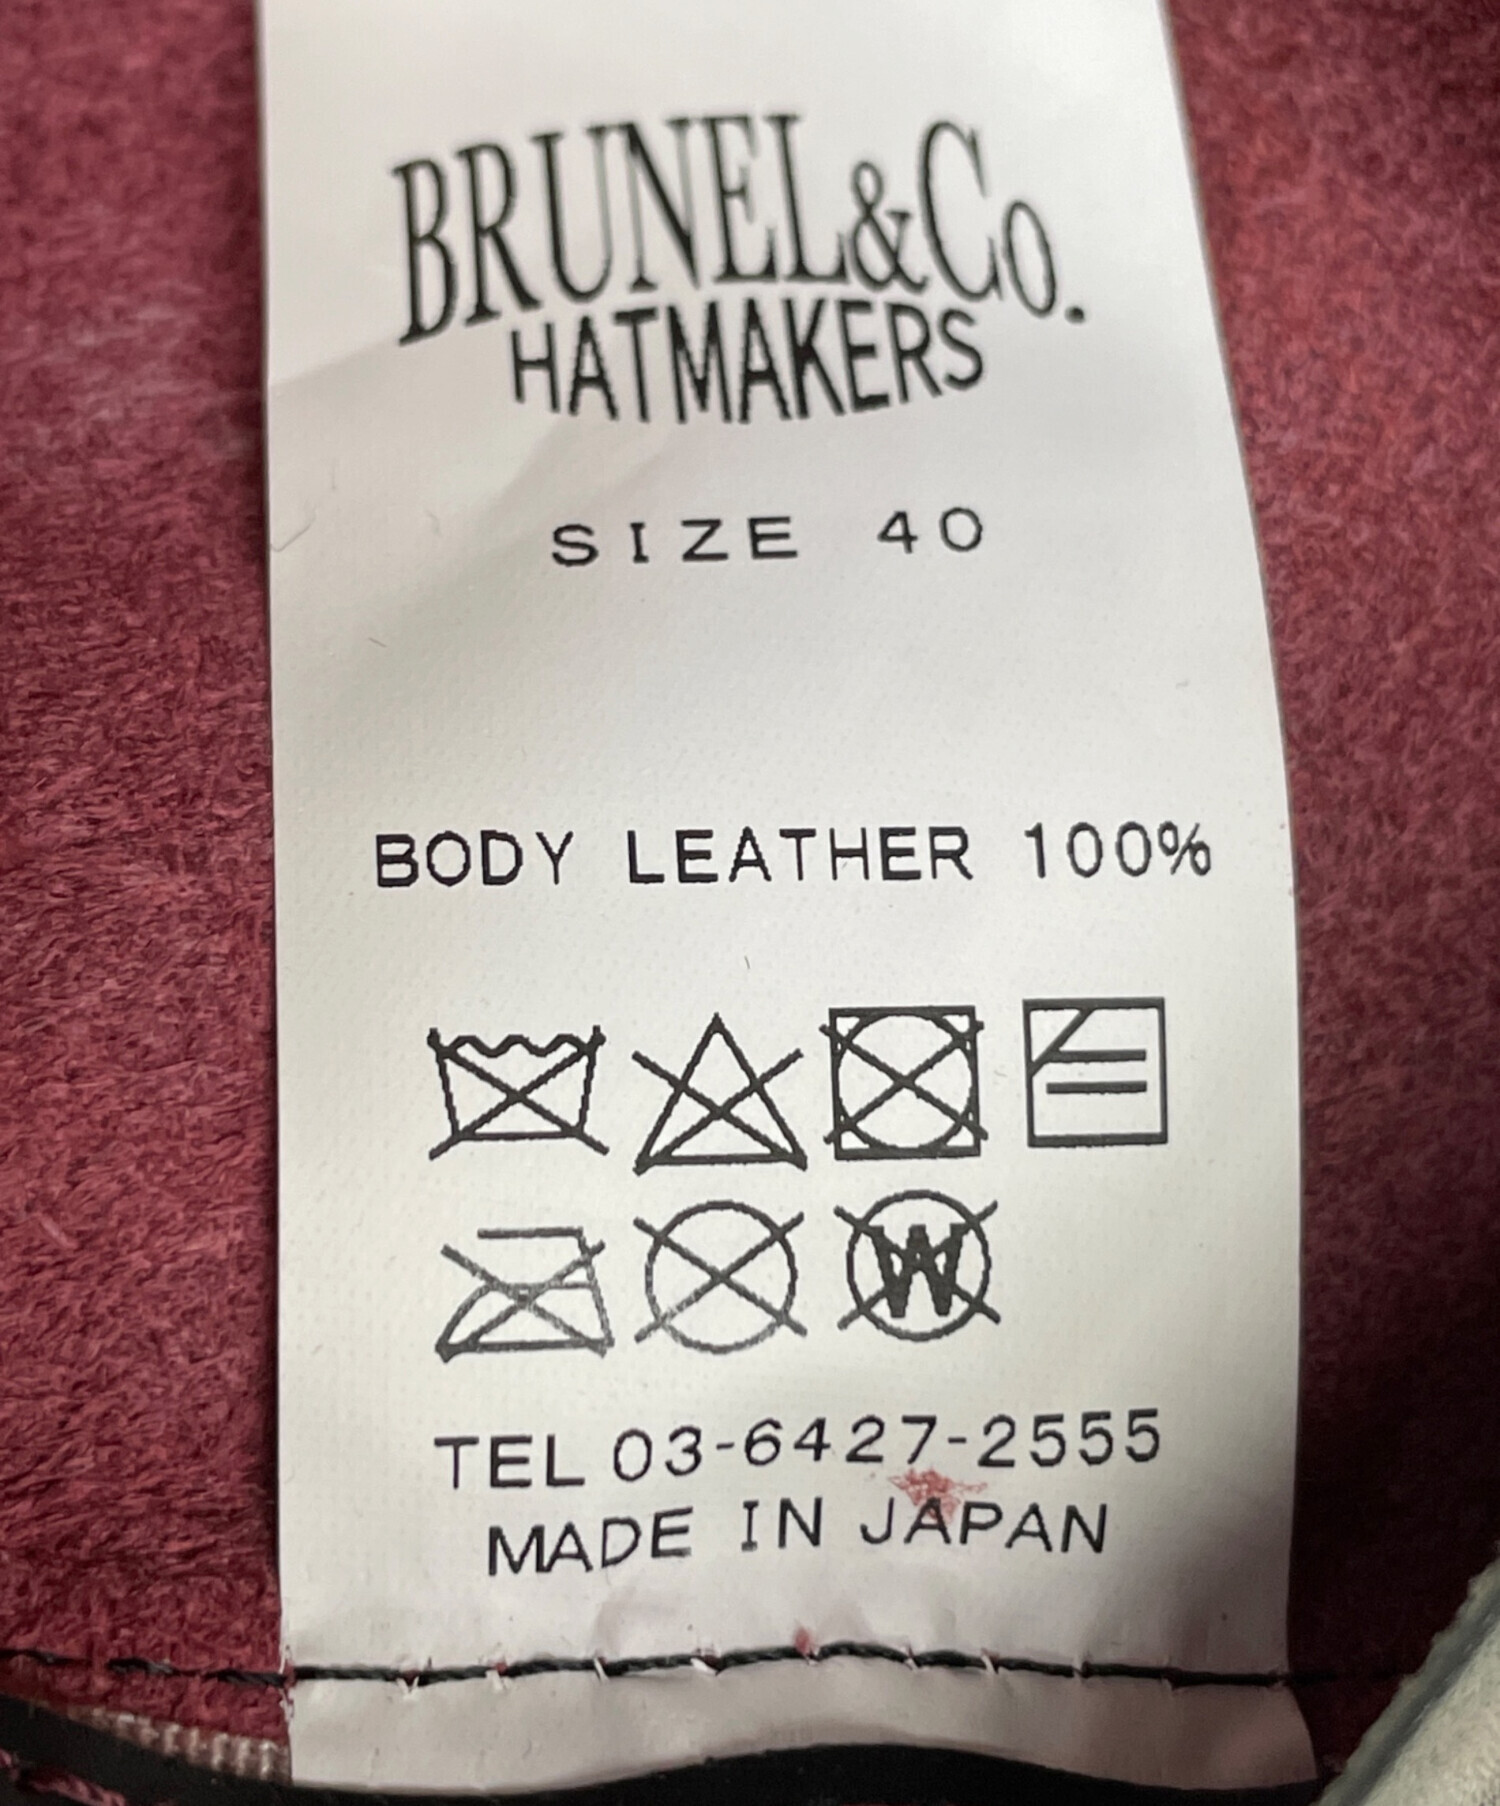 BRUNEL&Co.
HATMAKERS
SIZE 40
BODY LEATHER 100%
W
TEL 03-6427-2555
MADE IN JAPAN